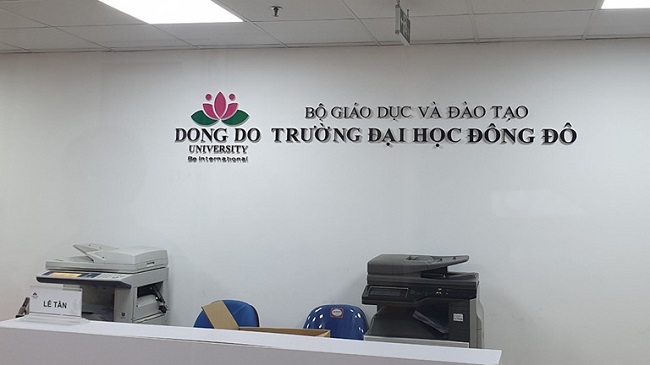 DONG DO
UNIVERSITY
Be International
BỘ GIÁO DỤC VÀ ĐÀO TẠO
TRƯỜNG ĐẠI HỌC ĐÔNG ĐÔ
LỄ TÂN